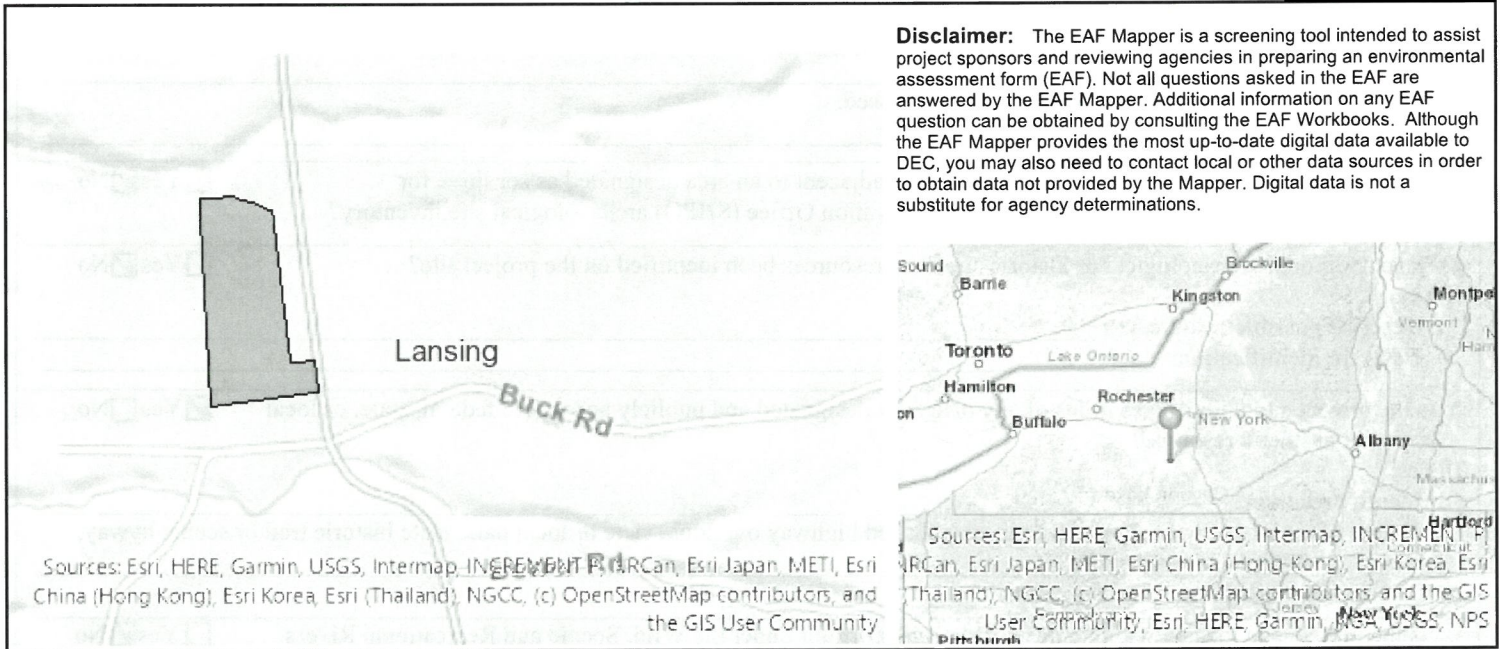 Disclaimer: The EAF Mapper is a screening tool intended to assist
project sponsors and reviewing agencies in preparing an environmental
assessment form (EAF). Not all questions asked in the EAF are
answered by the EAF Mapper. Additional information on any EAF
question can be obtained by consulting the EAF Workbooks. Although
the EAF Mapper provides the most up-to-date digital data available to
DEC, you may also need to contact local or other data sources in order
to obtain data not provided by the Mapper. Digital data is not a
substitute for agency determinations.
Lansing
Buck Rd
Rd
Sources: Esri, HERE, Garmin, USGS, Intermap, INCREMENT P, NRCan, Esri Japan, METI, Esri
China (Hong Kong), Esri Korea, Esri (Thailand), NGCC, (c) OpenStreetMap contributors, and
the GIS User Community
Sound
Barrie
Brockville
Kingston
Montpe
Vermont
Ham
Toronto
Lake Ontario
Hamilton
on
Rochester
Buffalo
New York
Albany
Massachus
Hartford
Connecticut
Sources: Esri, HERE, Garmin, USGS, Intermap, INCREMENT P,
NRCan, Esri Japan, METI, Esri China (Hong Kong), Esri Korea, Esri
(Thailand), NGCC, (c) OpenStreetMap contributors, and the GIS
User Community, Esri, HERE, Garmin, NGA, USGS, NPS
Pennsylvania
Jersey
New York
Pittsburgh